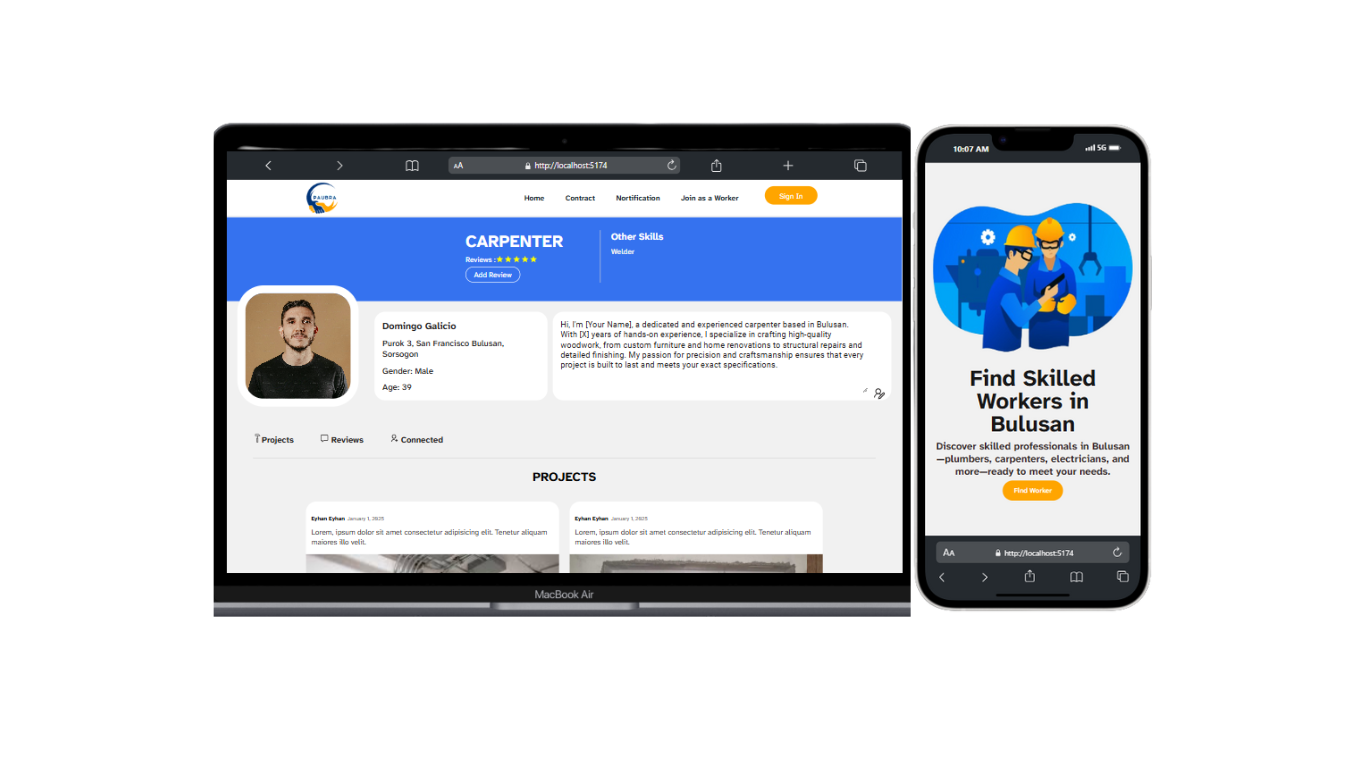 AA
http://localhost:5174
Home
Contract
Nortification
Join as a Worker
Sign In
CARPENTER
Reviews :
Add Review
Other Skills
Welder
Domingo Galicio
Purok 3, San Francisco Bulusan,
Sorsogon
Gender: Male
Age: 39
Hi, I'm [Your Name], a dedicated and experienced carpenter based in Bulusan.
With [X] years of hands-on experience, I specialize in crafting high-quality
woodwork, from custom furniture and home renovations to structural repairs and
detailed finishing. My passion for precision and craftsmanship ensures that every
project is built to last and meets your exact specifications.
Projects
Reviews
Connected
PROJECTS
Eyhan Eyhan January 1, 2025
Lorem, ipsum dolor sit amet consectetur adipisicing elit. Tenetur aliquam
maiores illo velit.
Eyhan Eyhan January 1, 2025
Lorem, ipsum dolor sit amet consectetur adipisicing elit. Tenetur aliquam
maiores illo velit.
MacBook Air
10:07 AM
5G
Find Skilled
Workers in
Bulusan
Discover skilled professionals in Bulusan
—plumbers, carpenters, electricians, and
more—ready to meet your needs.
Find Worker
AA
http://localhost:5174